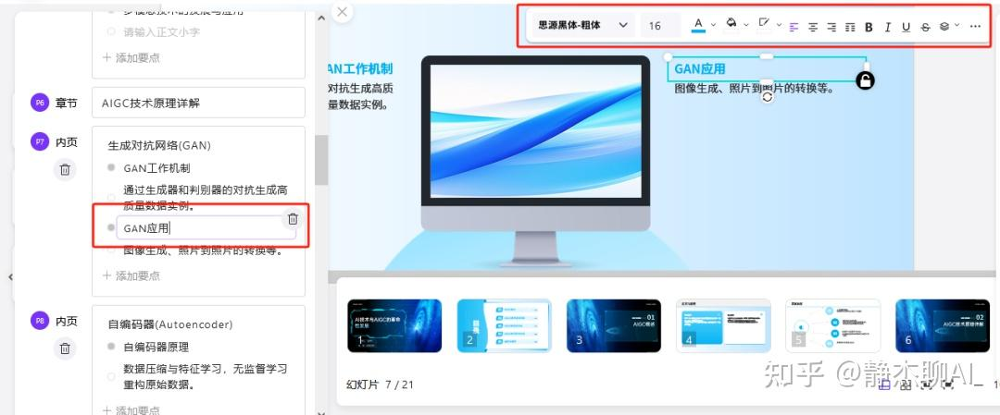 请输入正文小字
添加要点
P6 章节
AIGC技术原理详解
P7 内页
生成对抗网络(GAN)
GAN工作机制
通过生成器和判别器的对抗生成高
质量数据实例。
GAN应用
图像生成、照片到照片的转换等。
添加要点
P8 内页
自编码器(Autoencoder)
自编码器原理
数据压缩与特征学习，无监督学习
重构原始数据。
添加要点
思源黑体-粗体 16 A B I U S
AN工作机制
对抗生成高质
量数据实例。
GAN应用
图像生成、照片到照片的转换等。
AI技术与AIGC的革命
性发展
1
2
01
AIGC概述
3
4
5
02
AIGC技术原理详解
6
幻灯片 7 / 21
知乎 @静杰聊AI